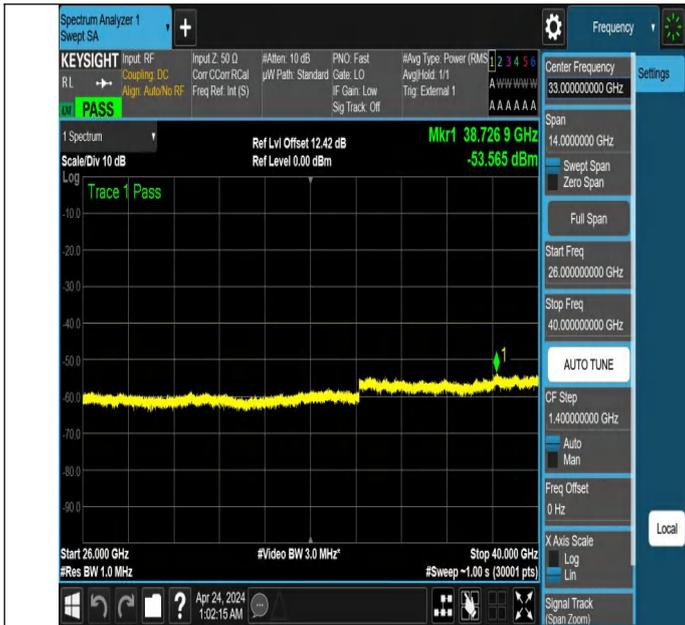 Spectrum Analyzer 1
Swept SA
+
Frequency
KEYSIGHT
RL
PASS
Input: RF
Coupling: DC
Align: Auto/No RF
Input Z: 50 Ω
Corr CCorr RCal
Freq Ref: Int (S)
#Atten: 10 dB
µW Path: Standard
PNO: Fast
Gate: LO
IF Gain: Low
Sig Track: Off
#Avg Type: Power (RMS
Avg|Hold: 1/1
Trig: External 1
1 2 3 4 5 6
A W W W W W
A A A A A A
1 Spectrum
Scale/Div 10 dB
Ref Lvl Offset 12.42 dB
Ref Level 0.00 dBm
Mkr1 38.726 9 GHz
-53.565 dBm
Log
Trace 1 Pass
-10.0
-20.0
-30.0
-40.0
-50.0
-60.0
-70.0
-80.0
-90.0
1
Start 26.000 GHz
#Res BW 1.0 MHz
#Video BW 3.0 MHz*
Stop 40.000 GHz
#Sweep ~1.00 s (30001 pts)
?
Apr 24, 2024
1:02:15 AM
Center Frequency
33.00000000 GHz
Span
14.0000000 GHz
Swept Span
Zero Span
Full Span
Start Freq
26.000000000 GHz
Stop Freq
40.000000000 GHz
AUTO TUNE
CF Step
1.400000000 GHz
Auto
Man
Freq Offset
0 Hz
X Axis Scale
Log
Lin
Signal Track
(Span Zoom)
Settings
Local